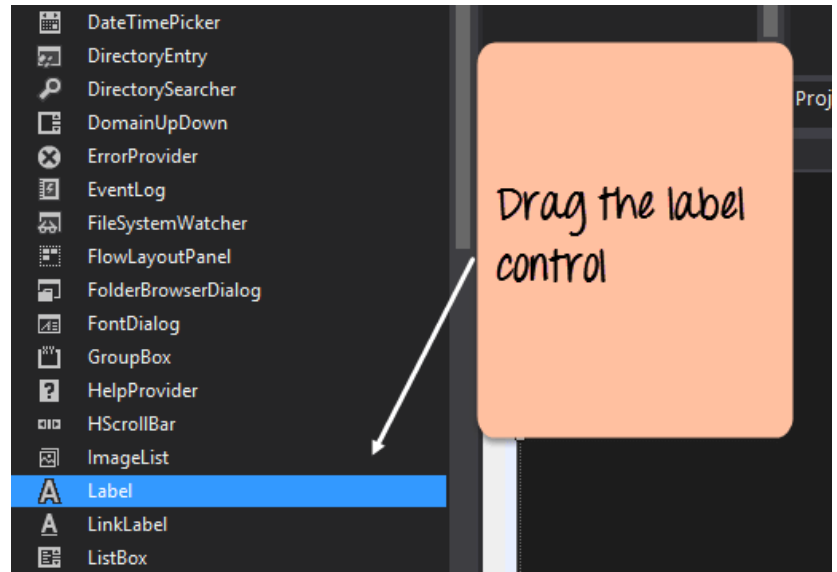 DateTimePicker
DirectoryEntry
DirectorySearcher
DomainUpDown
ErrorProvider
EventLog
FileSystemWatcher
FlowLayoutPanel
FolderBrowserDialog
FontDialog
GroupBox
HelpProvider
HScrollBar
ImageList
Label
LinkLabel
ListBox
Drag the label
control
Proj